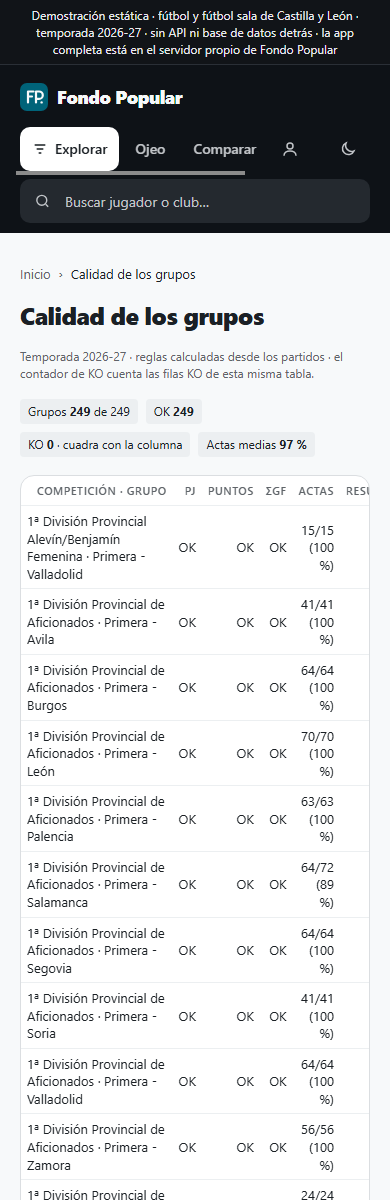 Demostración estática · fútbol y fútbol sala de Castilla y León ·
temporada 2026-27 · sin API ni base de datos detrás · la app
completa está en el servidor propio de Fondo Popular
FP Fondo Popular
Explorar Ojeo Comparar
Buscar jugador o club...
Inicio › Calidad de los grupos
Calidad de los grupos
Temporada 2026-27 · reglas calculadas desde los partidos · el
contador de KO cuenta las filas KO de esta misma tabla.
Grupos 249 de 249 OK 249
KO 0 · cuadra con la columna Actas medias 97 %
COMPETICIÓN · GRUPO PJ PUNTOS ΣGF ACTAS RESU
1ª División Provincial
Alevín/Benjamín
Femenina · Primera -
Valladolid
OK OK OK
15/15
(100
%)
1ª División Provincial de
Aficionados · Primera -
Avila
OK OK OK
41/41
(100
%)
1ª División Provincial de
Aficionados · Primera -
Burgos
OK OK OK
64/64
(100
%)
1ª División Provincial de
Aficionados · Primera -
León
OK OK OK
70/70
(100
%)
1ª División Provincial de
Aficionados · Primera -
Palencia
OK OK OK
63/63
(100
%)
1ª División Provincial de
Aficionados · Primera -
Salamanca
OK OK OK
64/72
(89
%)
1ª División Provincial de
Aficionados · Primera -
Segovia
OK OK OK
64/64
(100
%)
1ª División Provincial de
Aficionados · Primera -
Soria
OK OK OK
41/41
(100
%)
1ª División Provincial de
Aficionados · Primera -
Valladolid
OK OK OK
64/64
(100
%)
1ª División Provincial de
Aficionados · Primera -
Zamora
OK OK OK
56/56
(100
%)
1ª División Provincial de
24/24